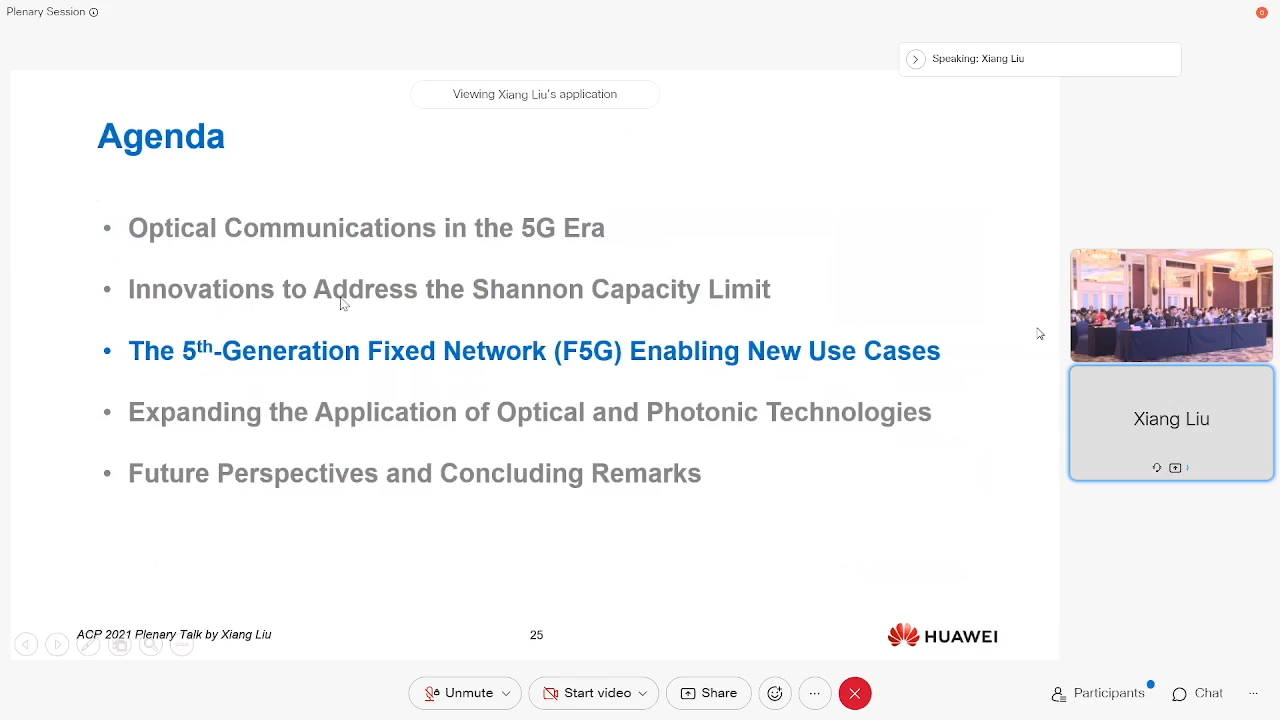 Plenary Session
Speaking: Xiang Liu
Viewing Xiang Liu's application
Agenda
• Optical Communications in the 5G Era
• Innovations to Address the Shannon Capacity Limit
• The 5th-Generation Fixed Network (F5G) Enabling New Use Cases
• Expanding the Application of Optical and Photonic Technologies
• Future Perspectives and Concluding Remarks
Xiang Liu
ACP 2021 Plenary Talk by Xiang Liu
25
HUAWEI
Unmute
Start video
Share
Participants
Chat